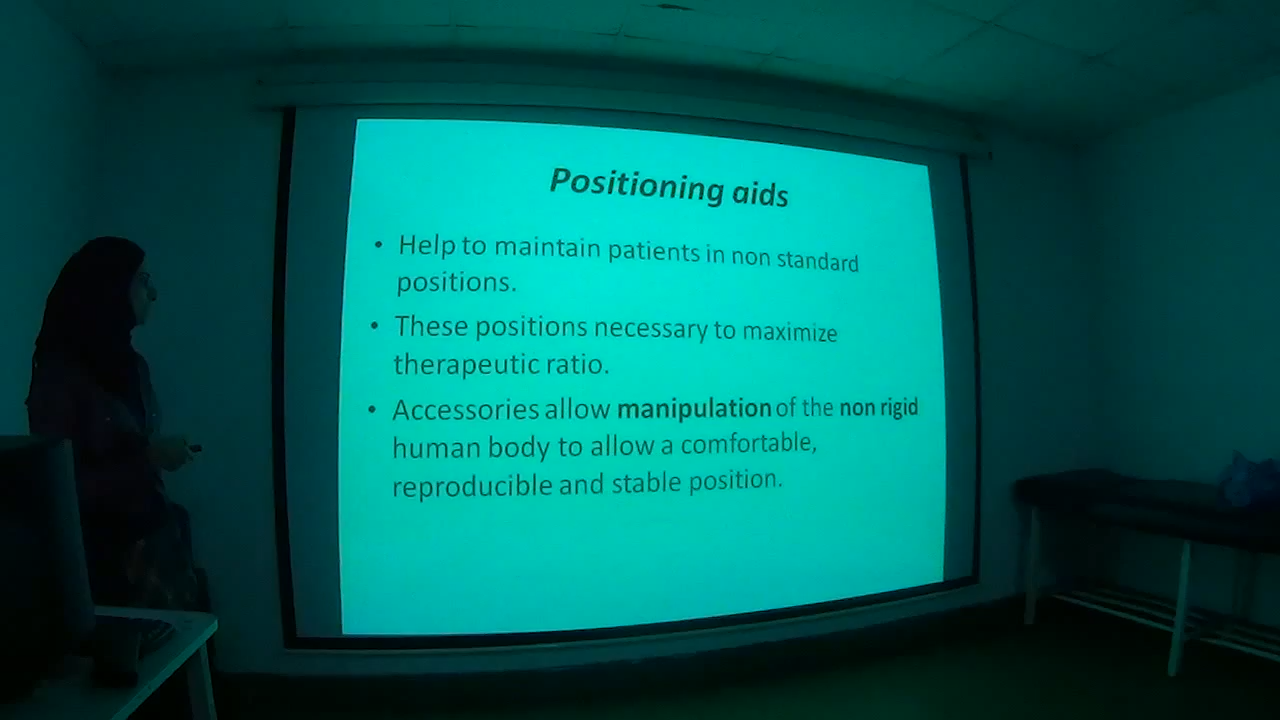 Positioning aids
• Help to maintain patients in non standard
positions.
• These positions necessary to maximize
therapeutic ratio.
• Accessories allow manipulation of the non rigid
human body to allow a comfortable,
reproducible and stable position.